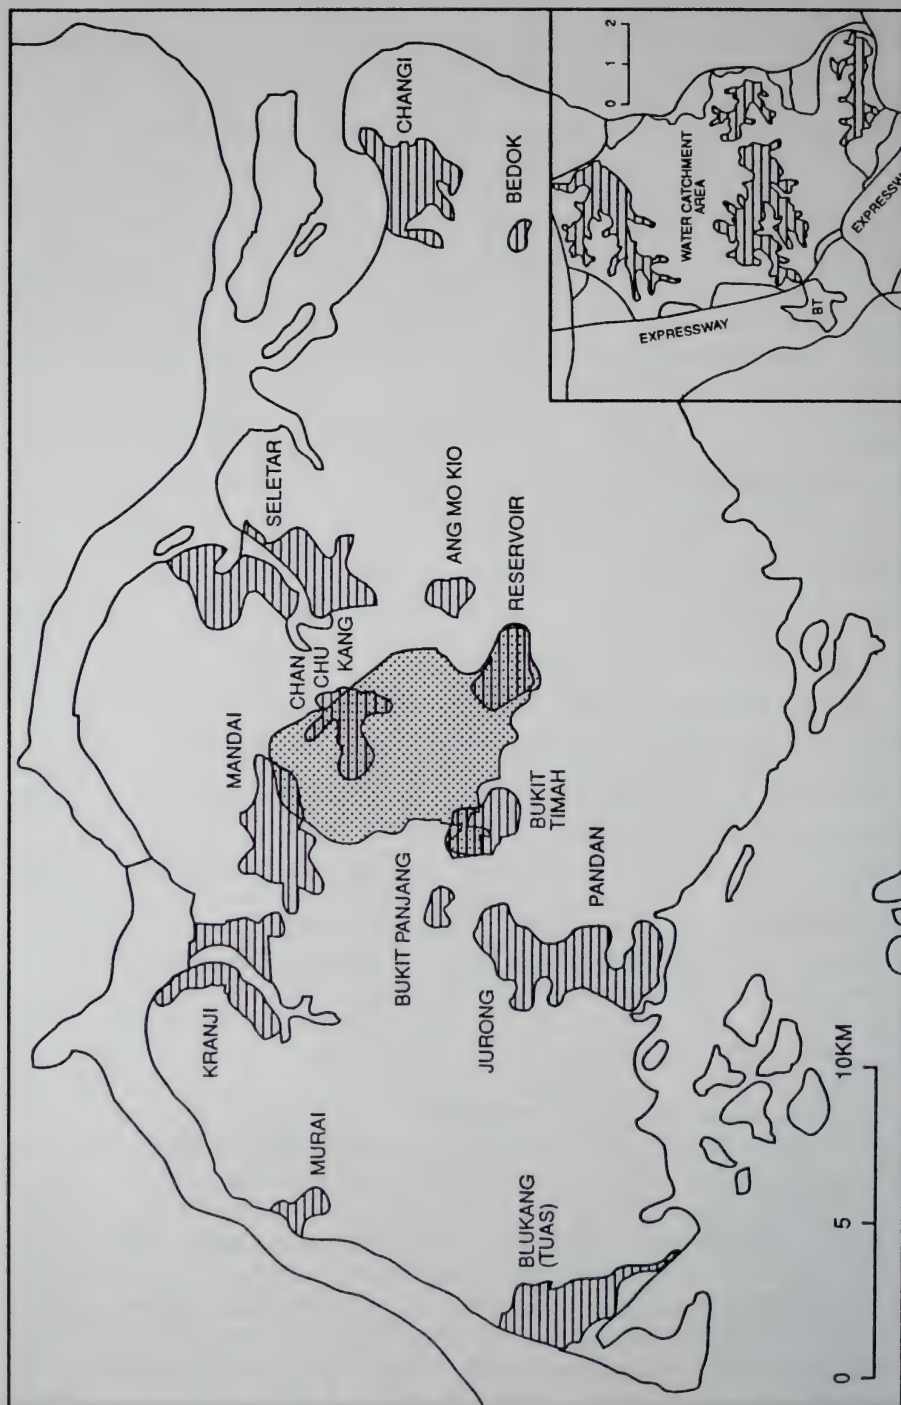 CHANGI
BEDOK
SELETAR
ANG MO KIO
RESERVOIR
CHAN
CHU
KANG
MANDAI
BUKIT
TIMAH
BUKIT PANJANG
PANDAN
KRANJI
JURONG
MURAI
BLUKANG
(TUAS)
0 5 10KM
0 1 2
WATER CATCHMENT
AREA
EXPRESSWAY
BT